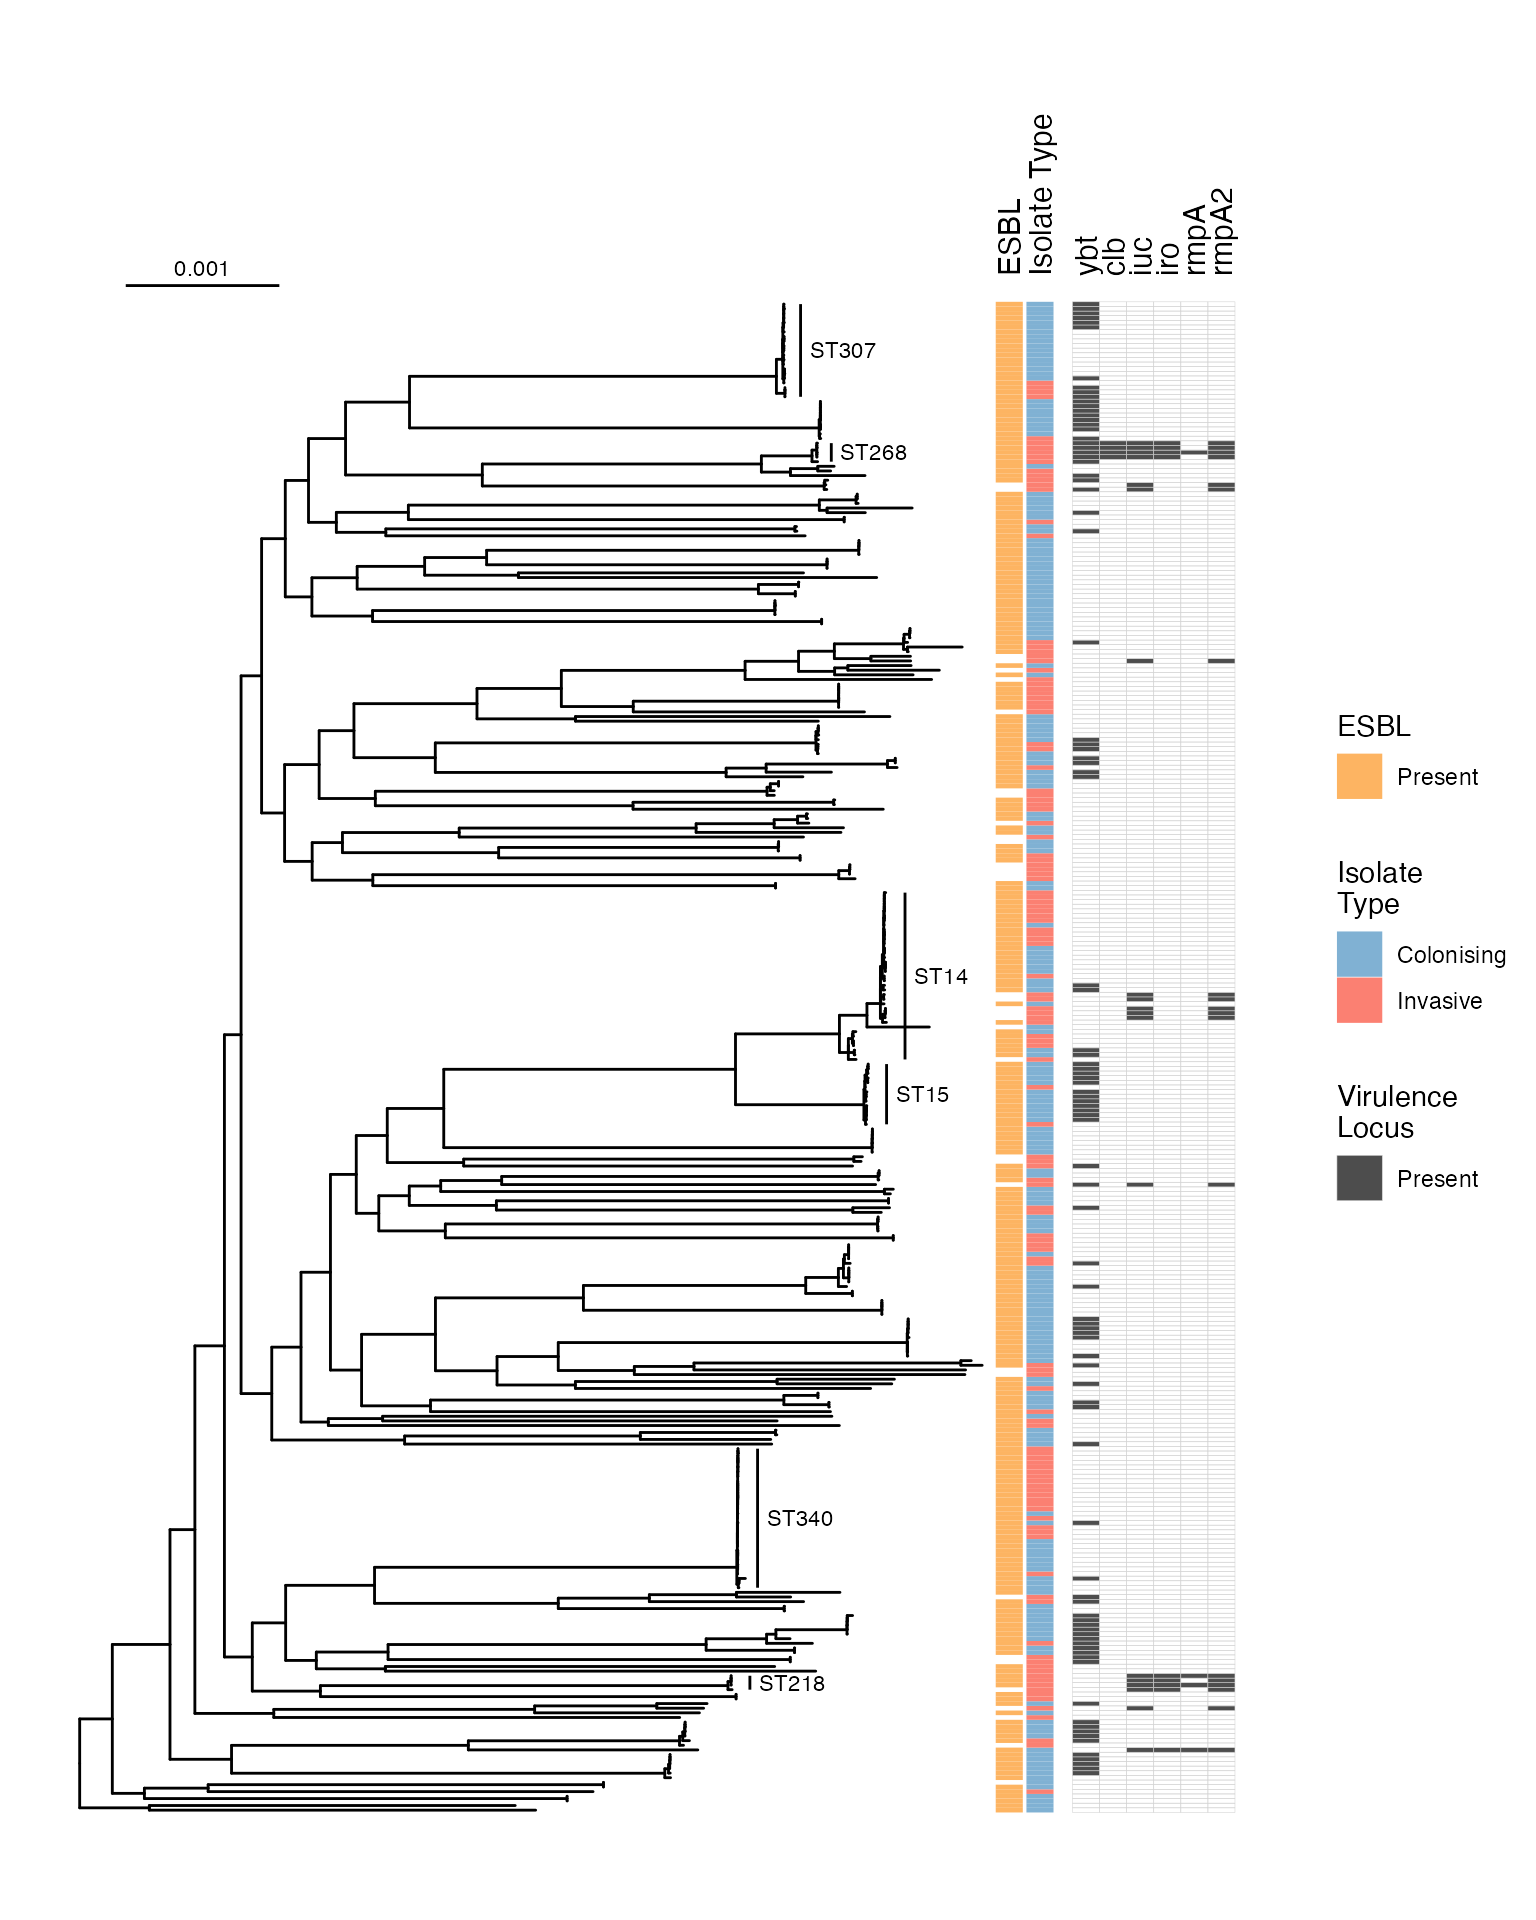 ESBL
Isolate Type
ybt
clb
iuc
iro
rmpA
rmpA2
0.001
ST307
ST268
ST14
ST15
ST340
ST218
ESBL
Present
Isolate
Type
Colonising
Invasive
Virulence
Locus
Present